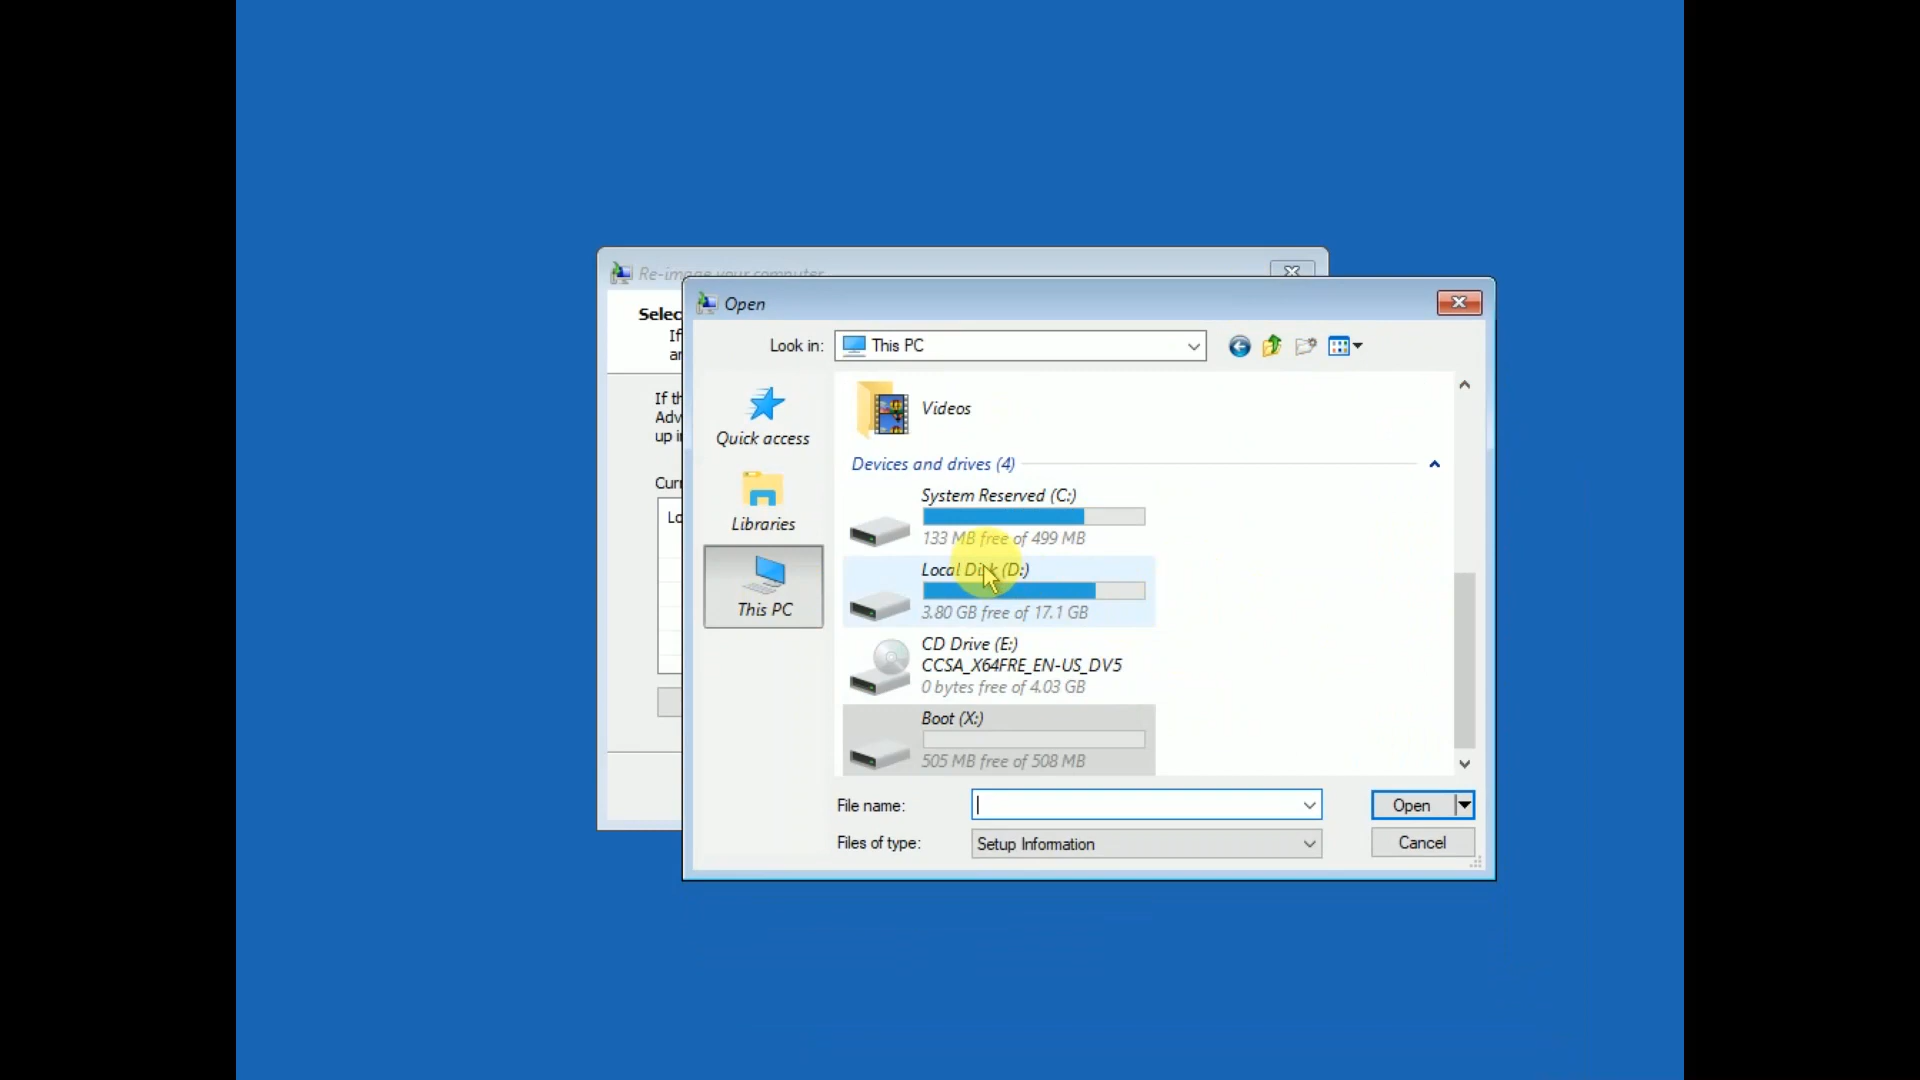 Re-image your computer
Selec
If
an
If th
Adv
up i
Curr
Lo
Open
Look in:
This PC
Quick access
Libraries
This PC
Videos
Devices and drives (4)
System Reserved (C:)
133 MB free of 499 MB
Local Disk (D:)
3.80 GB free of 17.1 GB
CD Drive (E:)
CCSA_X64FRE_EN-US_DV5
0 bytes free of 4.03 GB
Boot (X:)
505 MB free of 508 MB
File name:
Open
Files of type:
Setup Information
Cancel